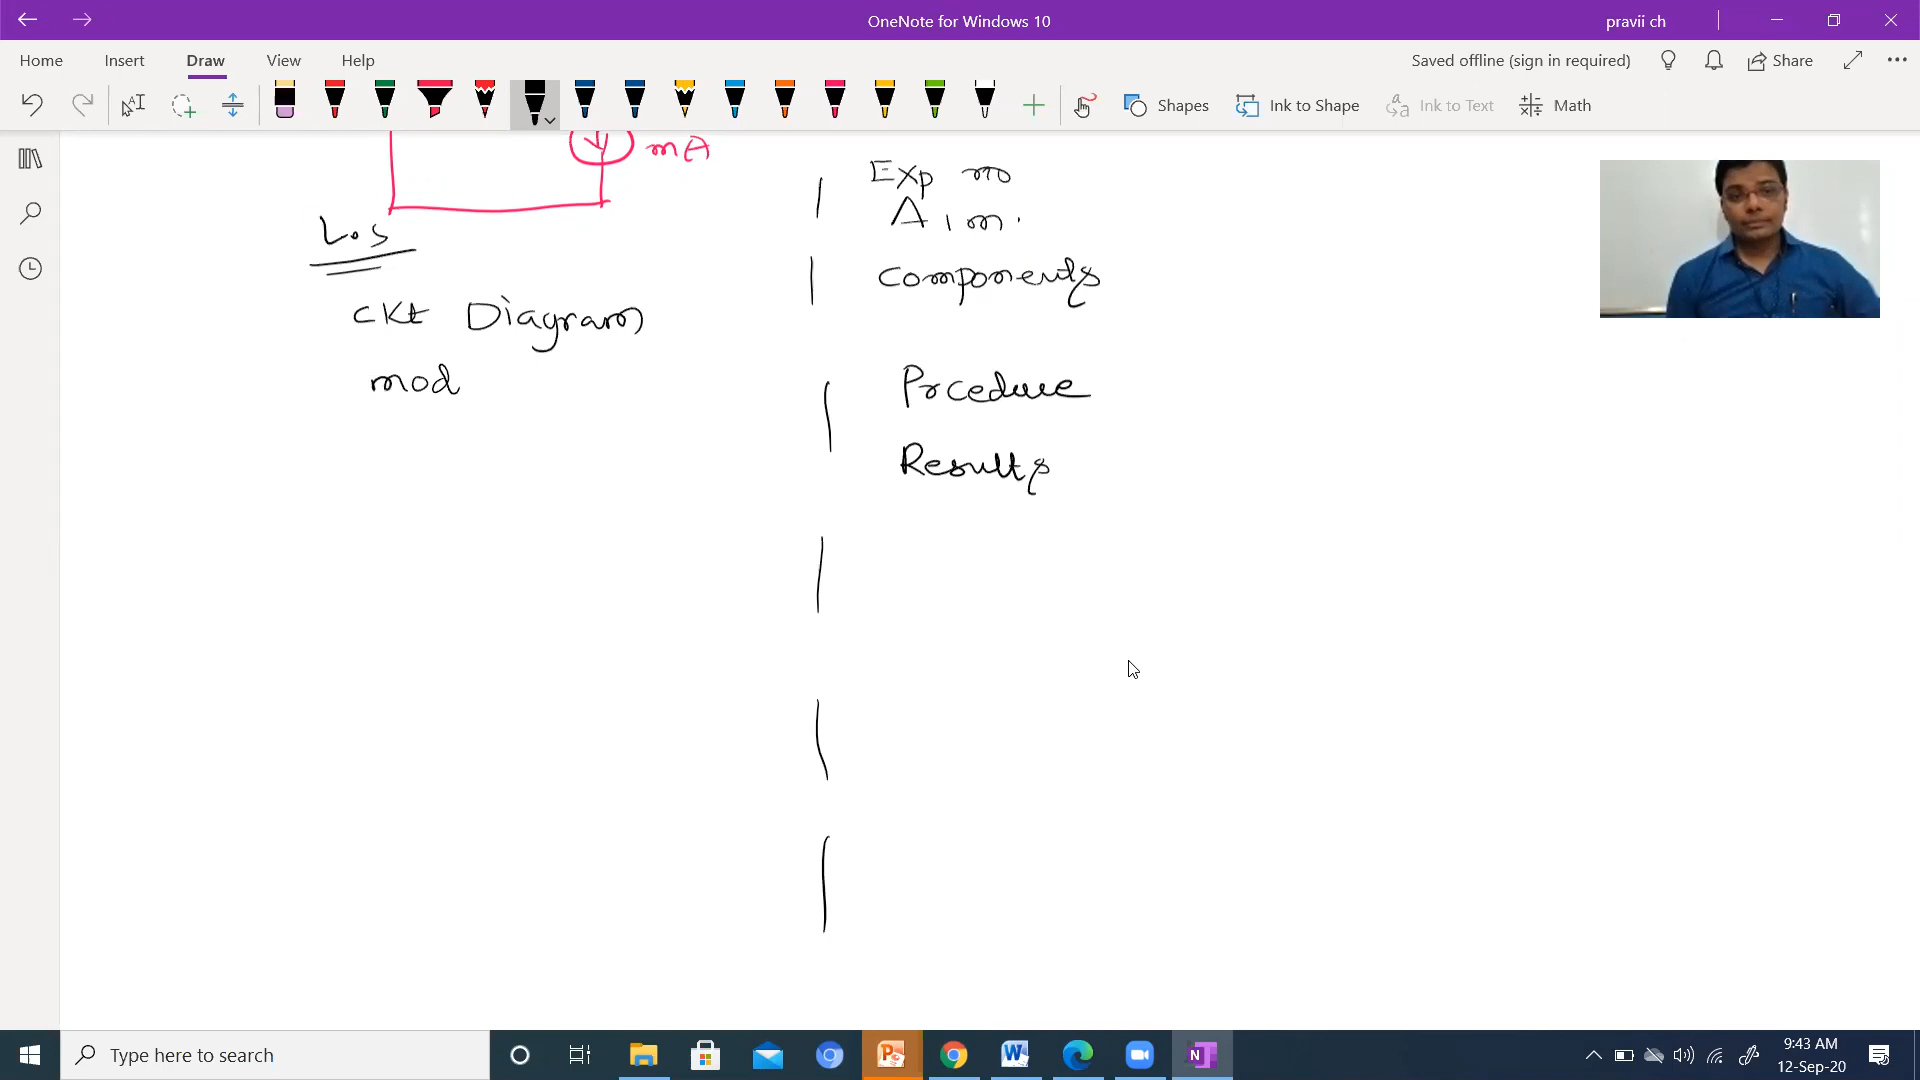 OneNote for Windows 10
pravii ch
Home Insert Draw View Help
Saved offline (sign in required) Share
Shapes Ink to Shape Ink to Text Math
mA
Exp no
Aim.
Components
CKt Diagram
mod
Prcedure
Results
Type here to search
9:43 AM
12-Sep-20